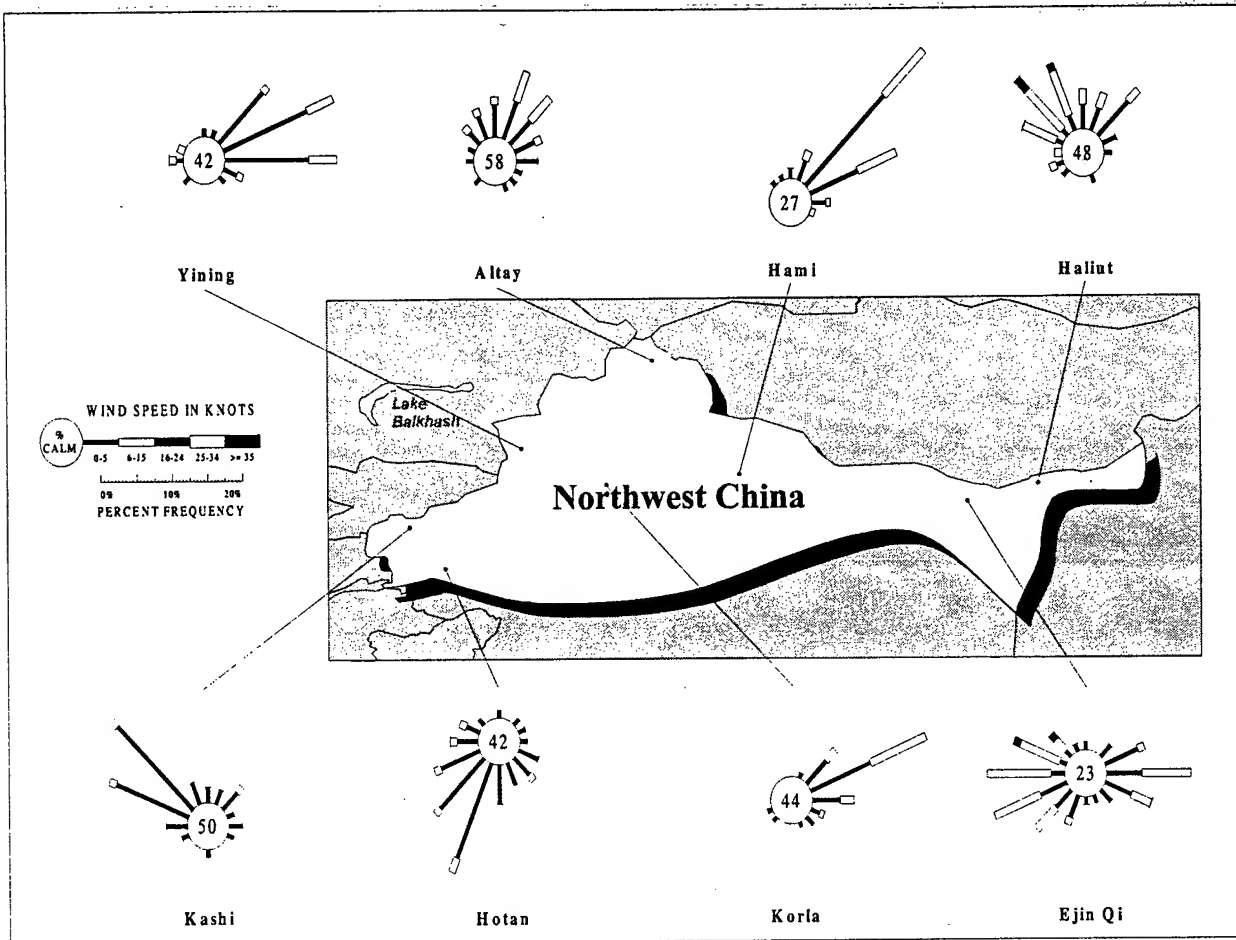 42
58
27
48
Yining
Altay
Hami
Haliut
Lake
Balkhash
WIND SPEED IN KNOTS
%
CALM
0-5 6-15 16-24 25-34 >= 35
0% 10% 20%
PERCENT FREQUENCY
Northwest China
50
42
44
23
Kashi
Hotan
Korla
Ejin Qi